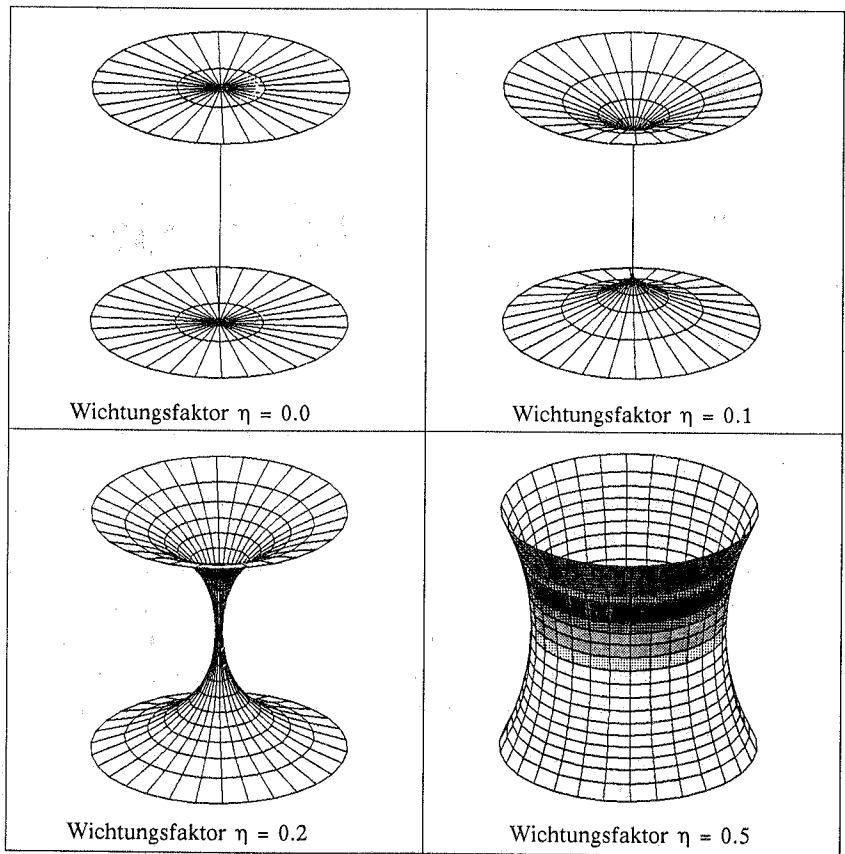 Wichtungsfaktor η = 0.0
Wichtungsfaktor η = 0.1
Wichtungsfaktor η = 0.2
Wichtungsfaktor η = 0.5